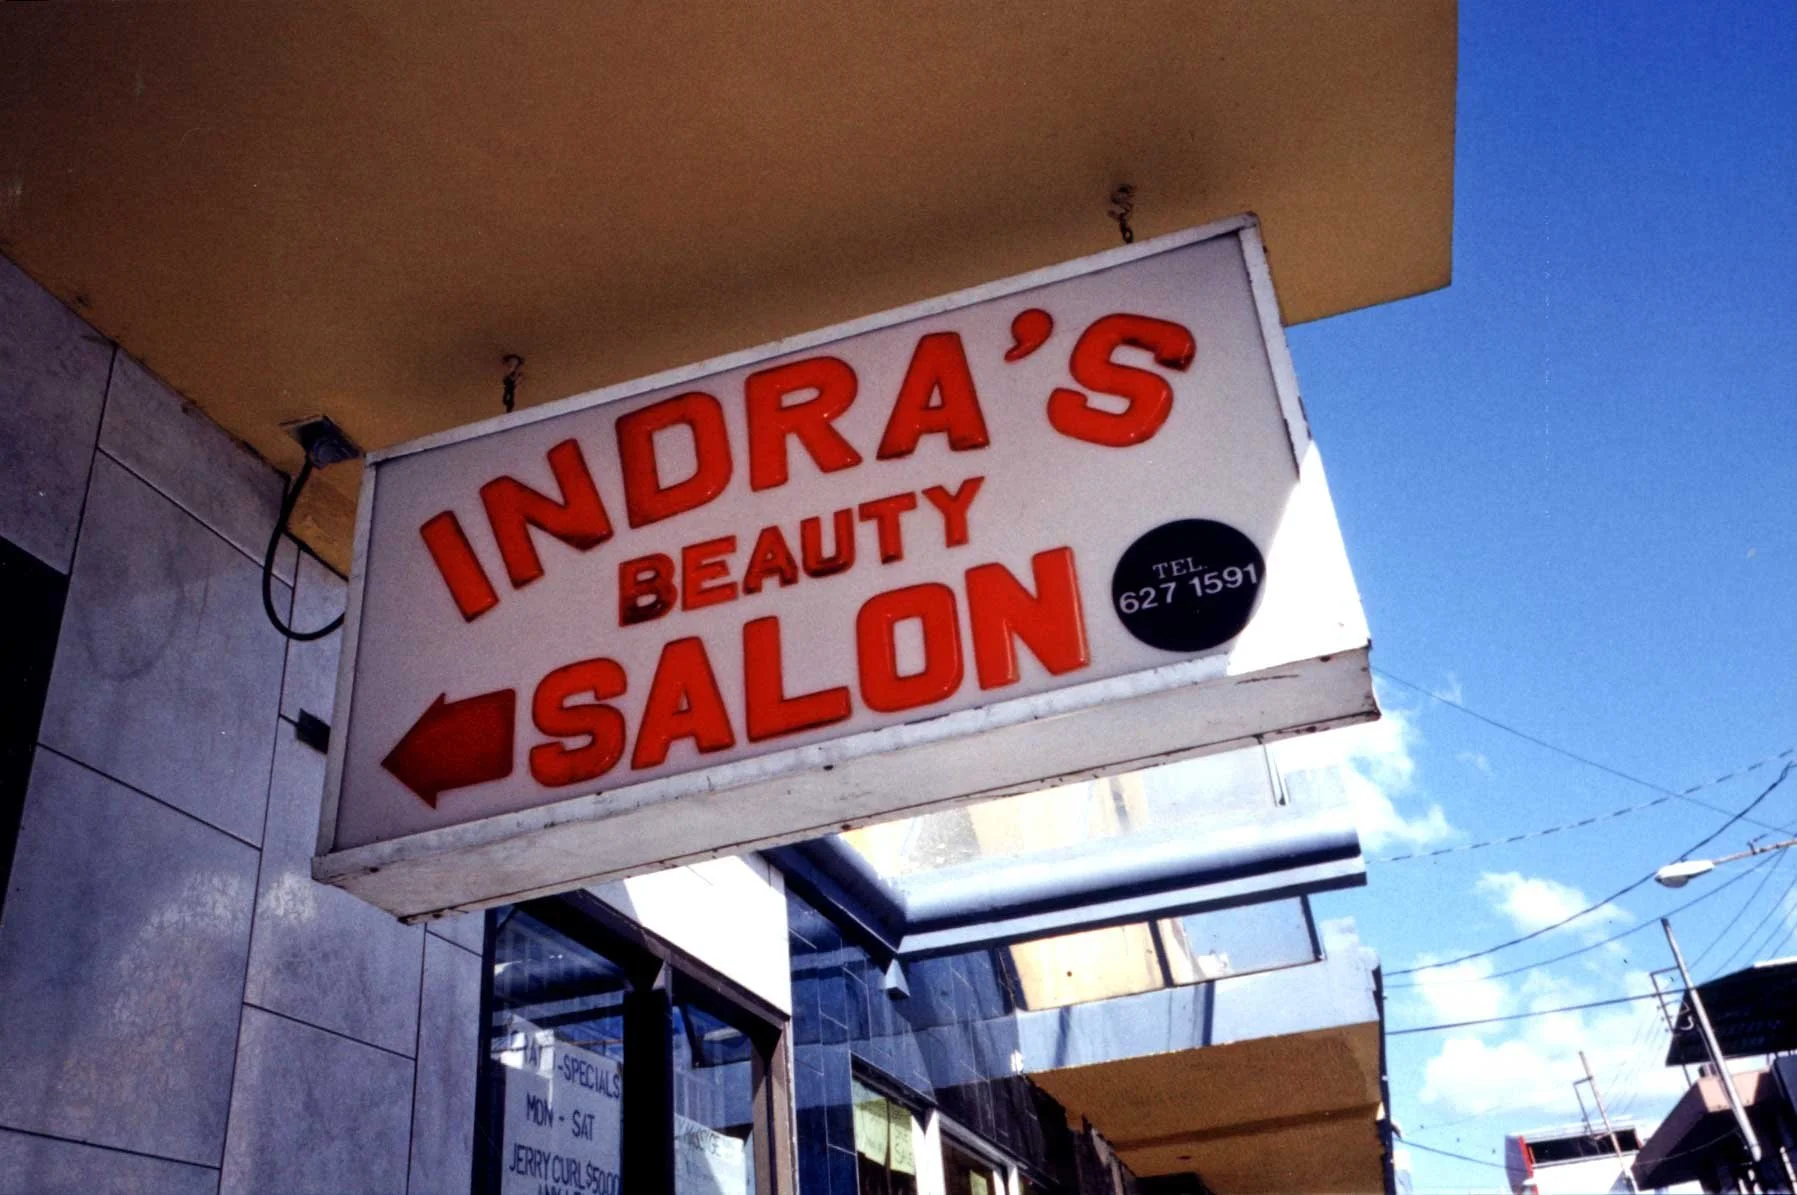 INDRA'S
BEAUTY
SALON
TEL.
627 1591
-SPECIALS
MON - SAT
JERRY CURL $50.00